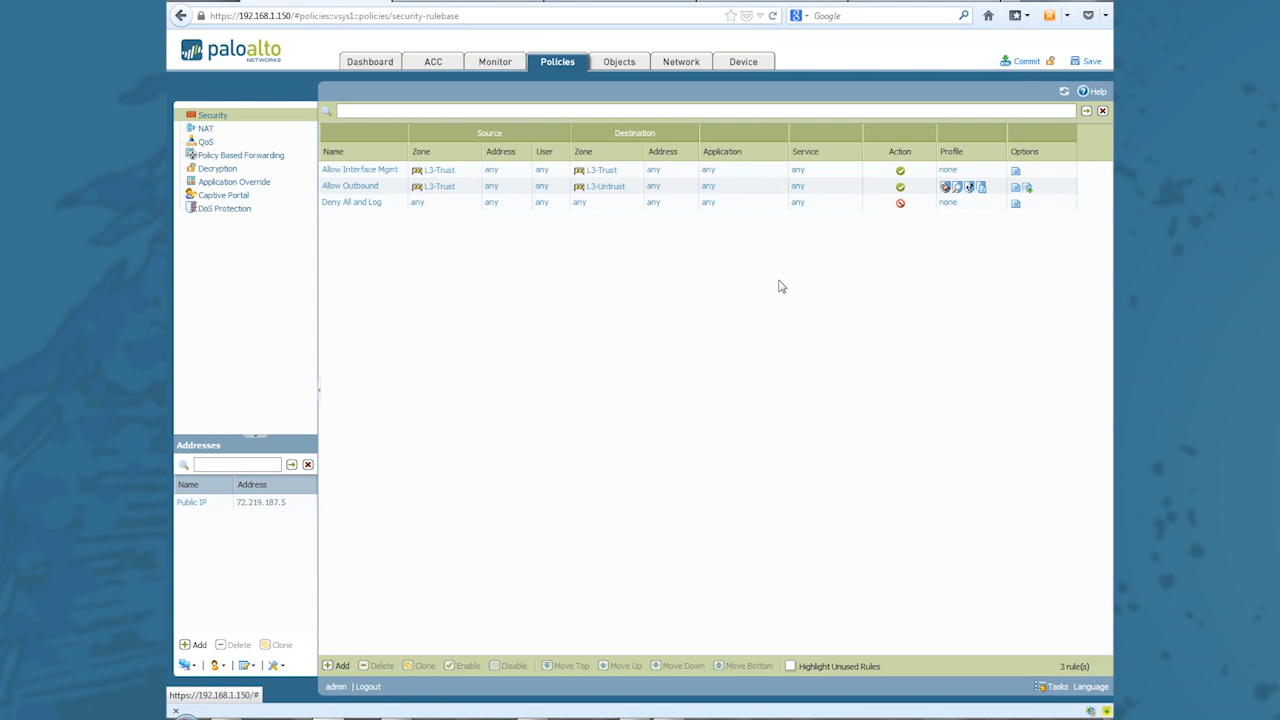 https://192.168.1.150/#policies::vsys1::policies/security-rulebase
Google
paloalto
NETWORKS
Dashboard ACC Monitor Policies Objects Network Device
Commit Save
Help
Security
NAT
QoS
Policy Based Forwarding
Decryption
Application Override
Captive Portal
DoS Protection
Source Destination
Name Zone Address User Zone Address Application Service Action Profile Options
Allow Interface Mgmt L3-Trust any any L3-Trust any any any none
Allow Outbound L3-Trust any any L3-Untrust any any any
Deny All and Log any any any any any any any none
Addresses
Name Address
Public IP 72.219.187.5
Add Delete Clone
Add Delete Clone Enable Disable Move Top Move Up Move Down Move Bottom Highlight Unused Rules 3 rule(s)
admin Logout Tasks Language
https://192.168.1.150/#